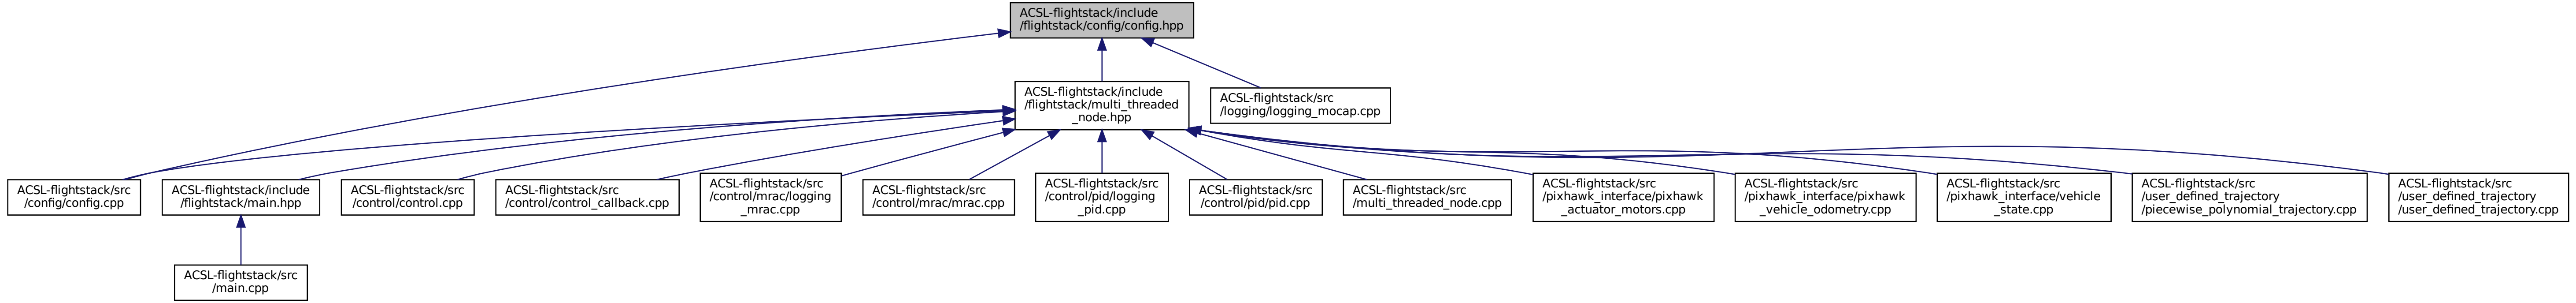 ACSL-flightstack/include
/flightstack/config/config.hpp
ACSL-flightstack/include
/flightstack/multi_threaded
_node.hpp
ACSL-flightstack/src
/logging/logging_mocap.cpp
ACSL-flightstack/src
/config/config.cpp
ACSL-flightstack/include
/flightstack/main.hpp
ACSL-flightstack/src
/control/control.cpp
ACSL-flightstack/src
/control/control_callback.cpp
ACSL-flightstack/src
/control/mrac/logging
_mrac.cpp
ACSL-flightstack/src
/control/mrac/mrac.cpp
ACSL-flightstack/src
/control/pid/logging
_pid.cpp
ACSL-flightstack/src
/control/pid/pid.cpp
ACSL-flightstack/src
/multi_threaded_node.cpp
ACSL-flightstack/src
/pixhawk_interface/pixhawk
_actuator_motors.cpp
ACSL-flightstack/src
/pixhawk_interface/pixhawk
_vehicle_odometry.cpp
ACSL-flightstack/src
/pixhawk_interface/vehicle
_state.cpp
ACSL-flightstack/src
/user_defined_trajectory
/piecewise_polynomial_trajectory.cpp
ACSL-flightstack/src
/user_defined_trajectory
/user_defined_trajectory.cpp
ACSL-flightstack/src
/main.cpp